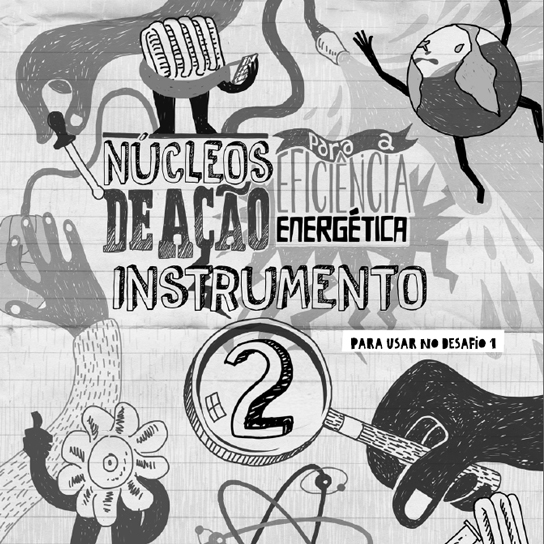 NÚCLEOS
DE AÇÃO
para a
EFICIÊNCIA
ENERGÉTICA
INSTRUMENTO
2
PARA USAR NO DESAFIO 1